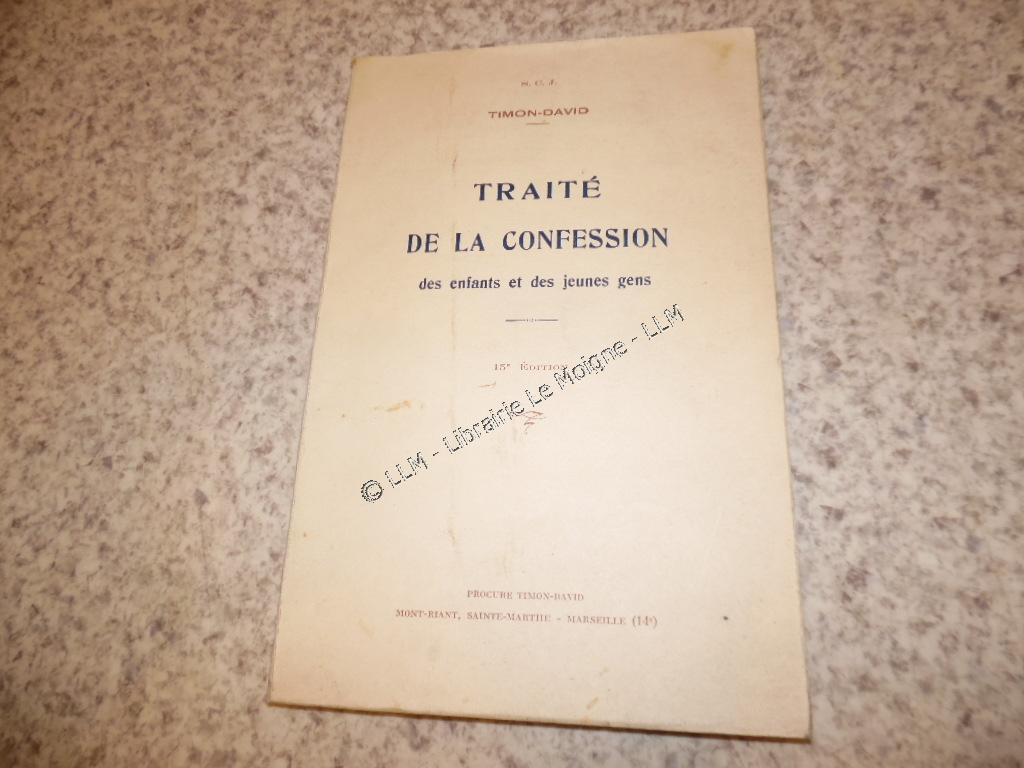 S. C. J.
TIMON-DAVID
TRAITÉ
DE LA CONFESSION
des enfants et des jeunes gens
15e ÉDITION
© LLM - Librairie Le Moigne - LLM
PROCURE TIMON-DAVID
MONT-RIANT, SAINTE-MARTHE - MARSEILLE (14e)